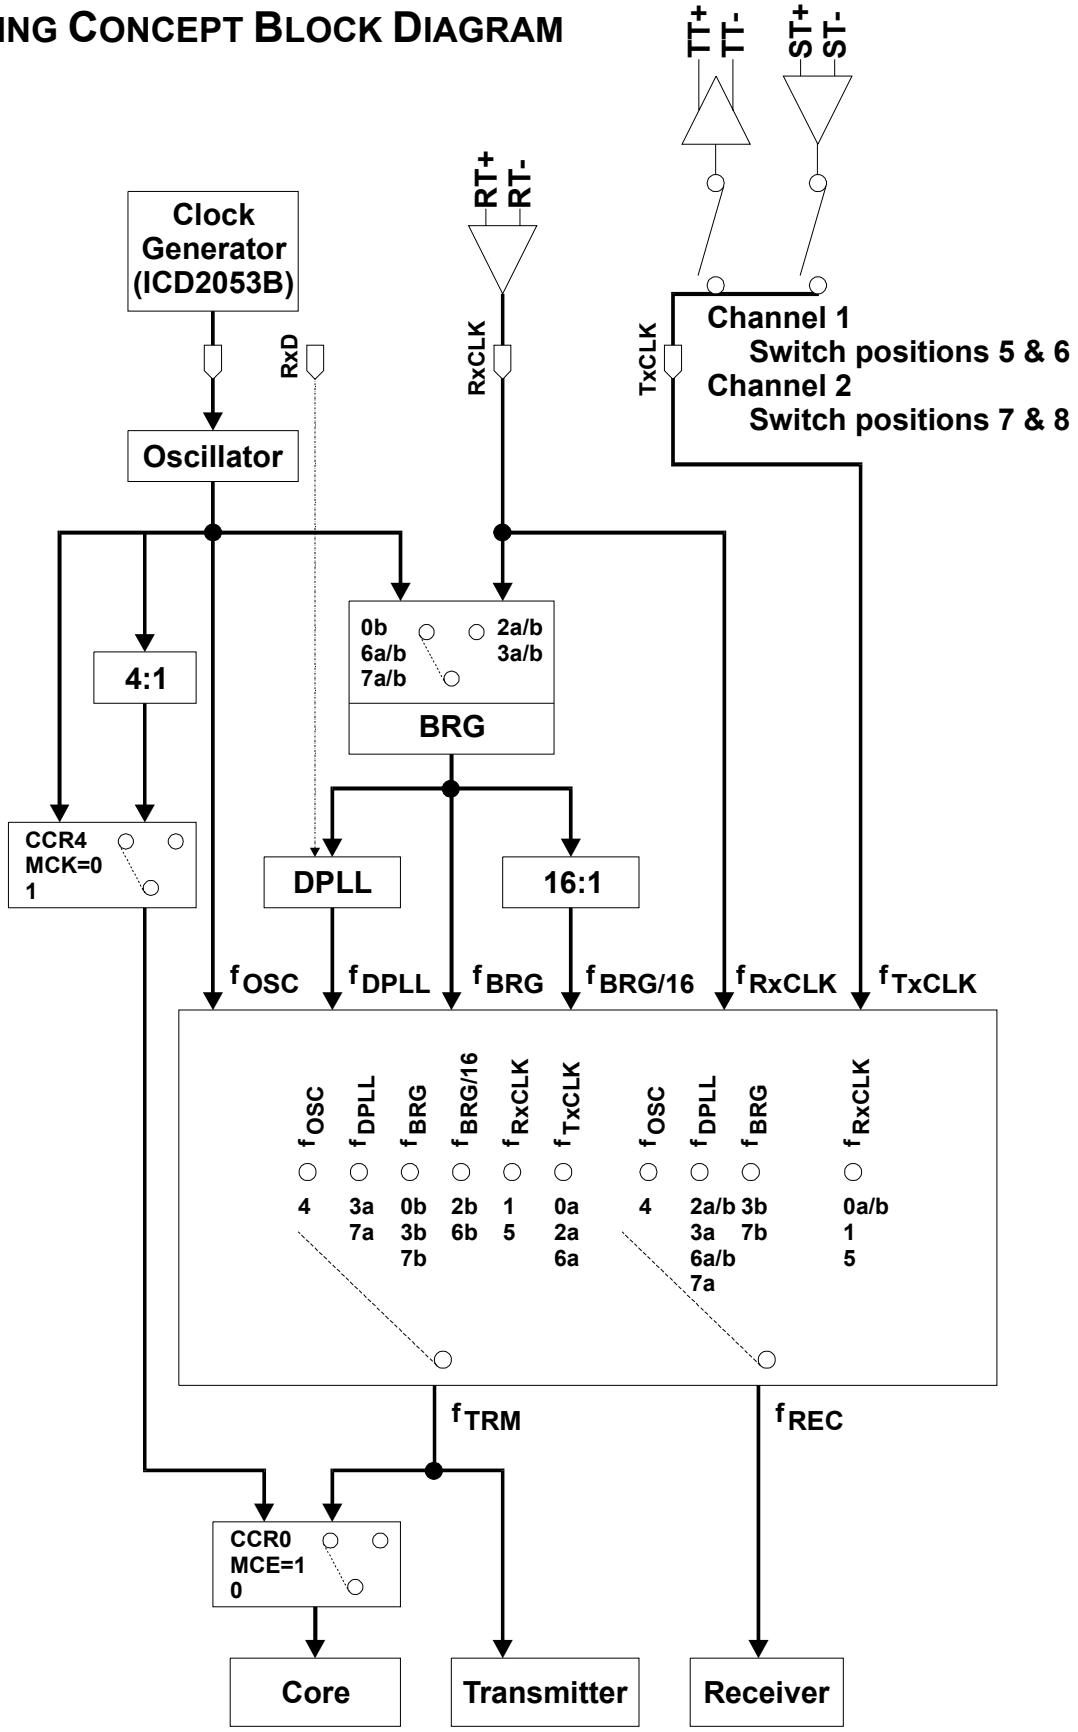 ING CONCEPT BLOCK DIAGRAM
TT+
TT-
ST+
ST-
RT+
RT-
Clock
Generator
(ICD2053B)
RxD
RxCLK
TxCLK
Channel 1
Switch positions 5 & 6
Channel 2
Switch positions 7 & 8
Oscillator
4:1
0b
6a/b
7a/b
2a/b
3a/b
BRG
CCR4
MCK=0
1
DPLL
16:1
fOSC
fDPLL
fBRG
fBRG/16
fRxCLK
fTxCLK
fOSC
fDPLL
fBRG
fBRG/16
fRxCLK
fTxCLK
fOSC
fDPLL
fBRG
fRxCLK
4
3a
7a
0b
3b
7b
2b
6b
1
5
0a
2a
6a
4
2a/b
3a
6a/b
7a
3b
7b
0a/b
1
5
fTRM
fREC
CCR0
MCE=1
0
Core
Transmitter
Receiver